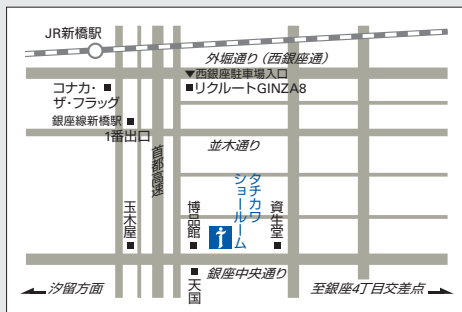 JR新橋駅
外堀通り（西銀座通）
▼西銀座駐車場入口
コナカ・
ザ・フラッグ
リクルートGINZA8
銀座線新橋駅
1番出口
並木通り
首都高速
タチカワ
ショールーム
玉木屋
博品館
資生堂
銀座中央通り
天国
汐留方面
至銀座4丁目交差点